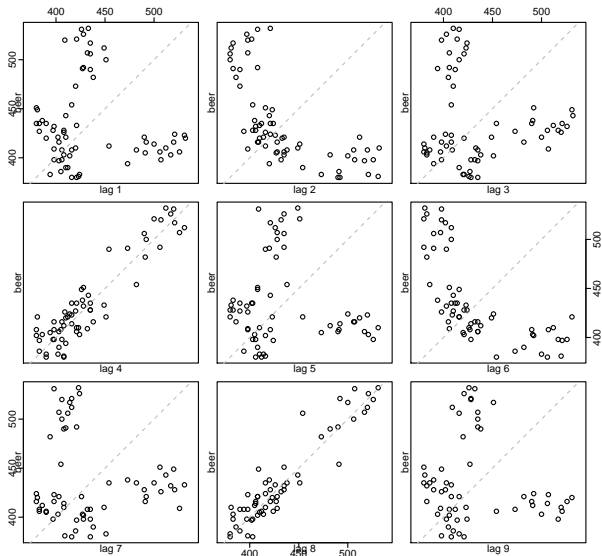 400 450 500
400 450 500
beer
beer
beer
400 450 500
lag 1
lag 2
lag 3
beer
beer
beer
400 450 500
lag 4
lag 5
lag 6
beer
beer
beer
400 450 500
lag 7
lag 8
lag 9
400 450 500